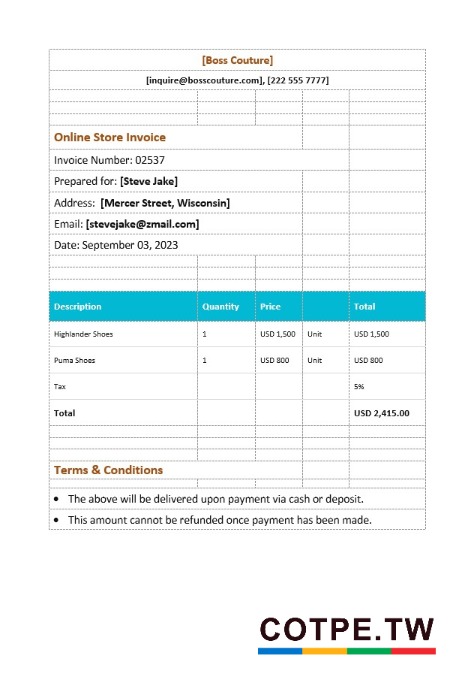 [Boss Couture]
[inquire@bosscouture.com], [222 555 7777]
Online Store Invoice
Invoice Number: 02537
Prepared for: [Steve Jake]
Address: [Mercer Street, Wisconsin]
Email: [stevejake@zmail.com]
Date: September 03, 2023
Description Quantity Price Total
Highlander Shoes 1 USD 1,500 Unit USD 1,500
Puma Shoes 1 USD 800 Unit USD 800
Tax 5%
Total USD 2,415.00
Terms & Conditions
• The above will be delivered upon payment via cash or deposit.
• This amount cannot be refunded once payment has been made.
COTPE.TW